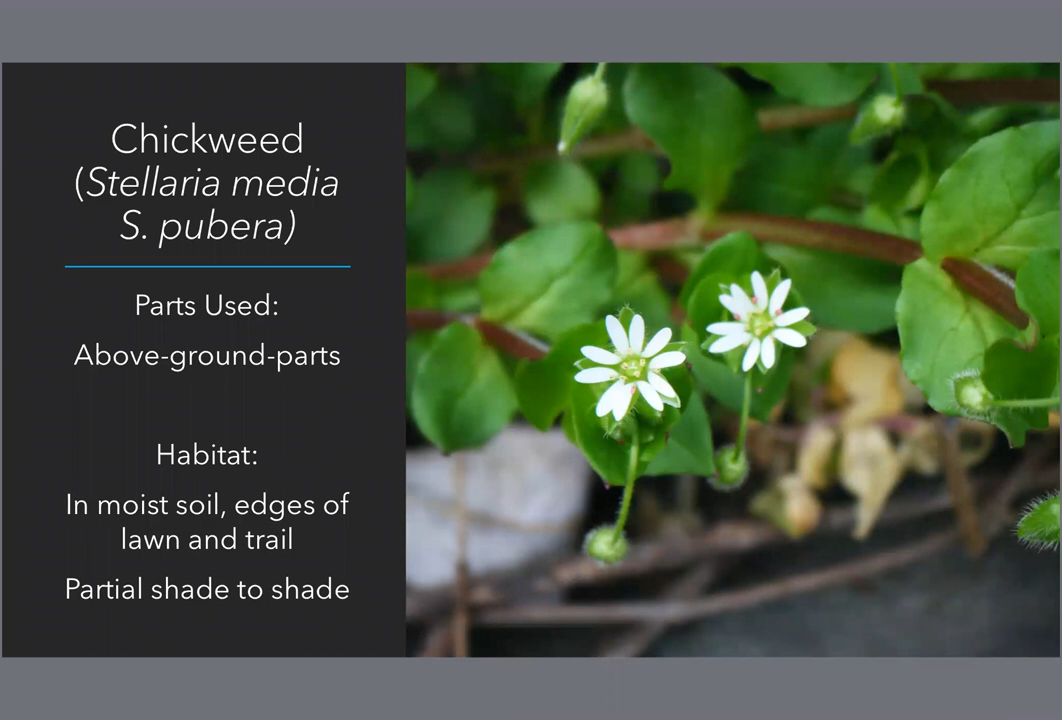 Chickweed
(Stellaria media
S. pubera)
Parts Used:
Above-ground-parts
Habitat:
In moist soil, edges of
lawn and trail
Partial shade to shade